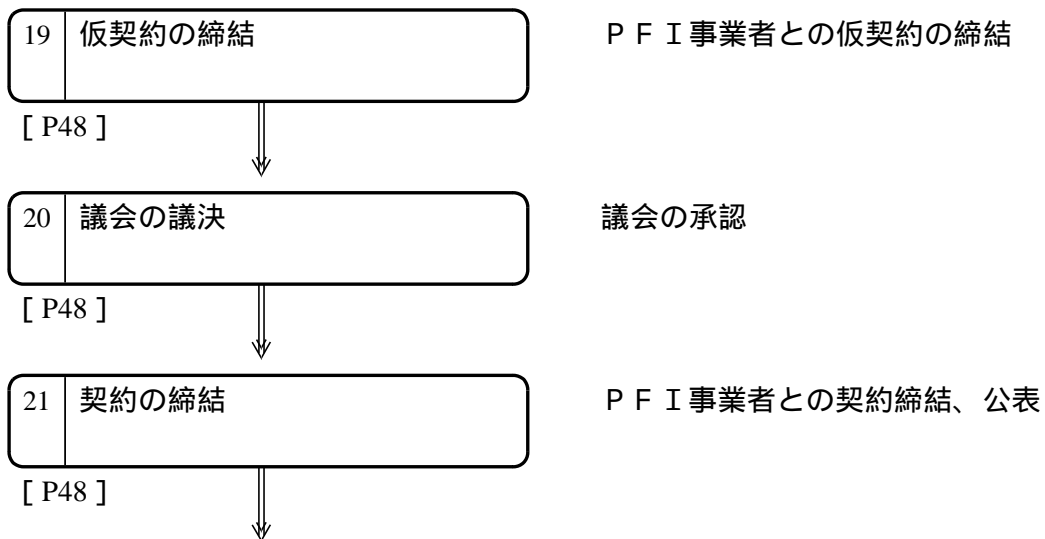 19 仮契約の締結 ＰＦＩ事業者との仮契約の締結
[ P48 ]
20 議会の議決 議会の承認
[ P48 ]
21 契約の締結 ＰＦＩ事業者との契約締結、公表
[ P48 ]